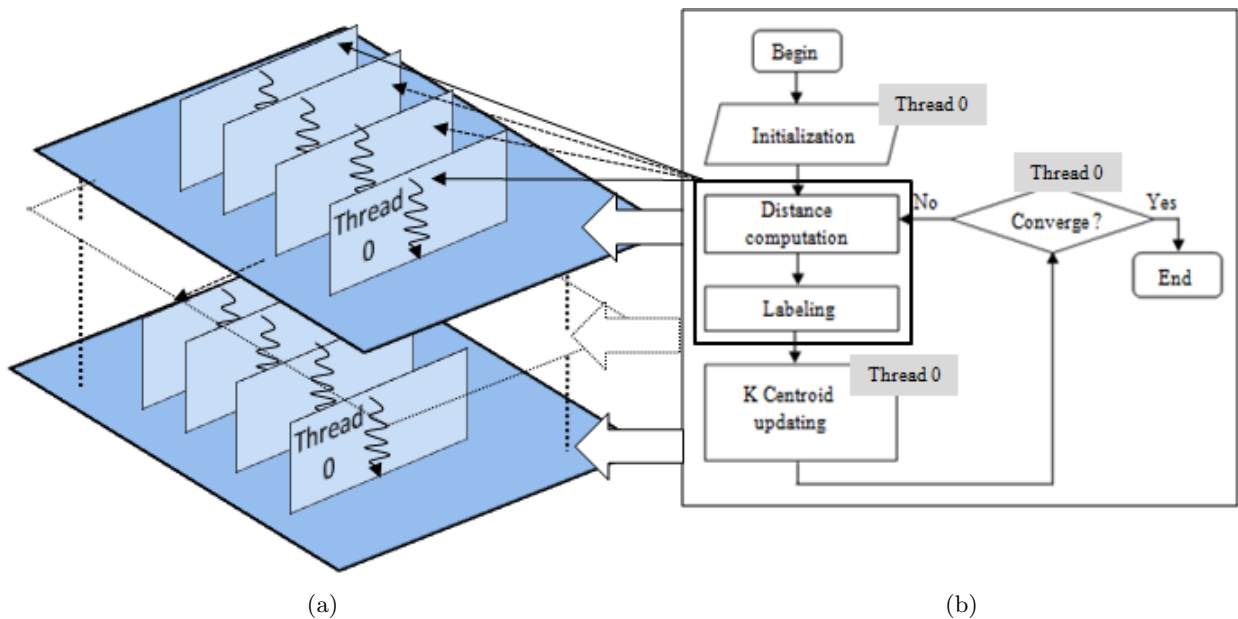 Thread
0
Thread
0
(a)
Begin
Thread 0
Initialization
Thread 0
Distance
computation
No
Converge ?
Yes
End
Labeling
Thread 0
K Centroid
updating
(b)